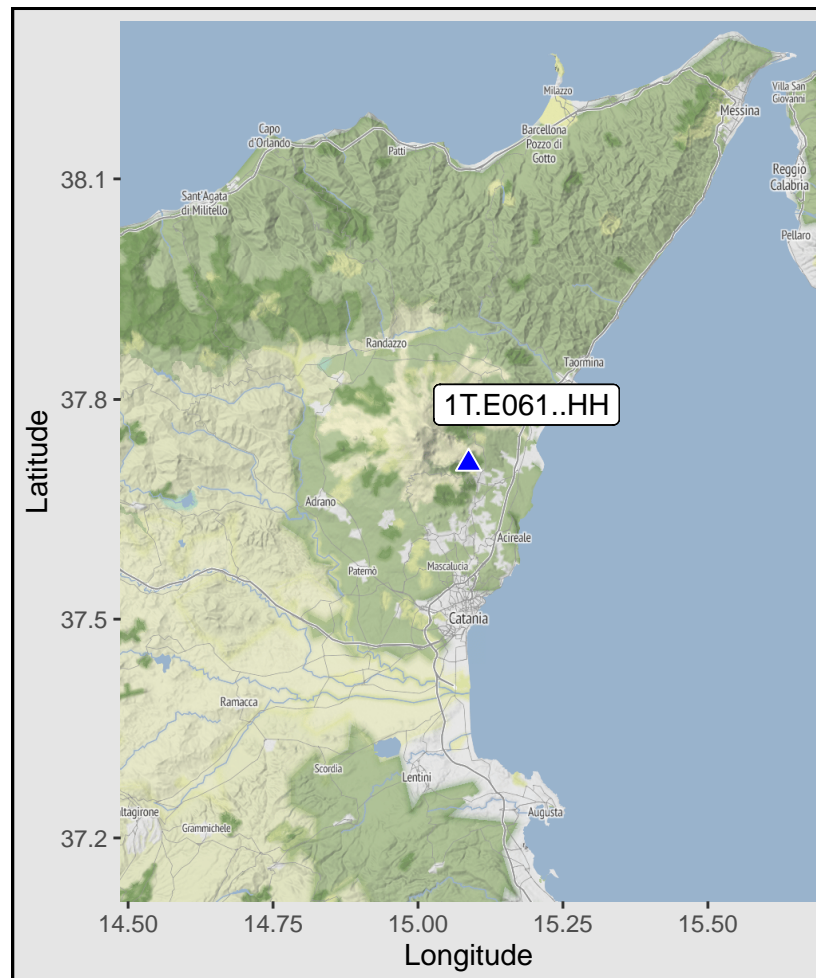 Milazzo
Villa San
Giovanni
Messina
Capo
d'Orlando
Barcellona
Pozzo di
Gotto
Patti
38.1
Reggio
Calabria
Sant'Agata
di Militello
Pellaro
Randazzo
Taormina
37.8
1T.E061..HH
Latitude
Adrano
Acireale
Mascalucia
Paternò
37.5
Catania
Ramacca
Scordia
Lentini
Augusta
altagirone
Grammichele
37.2
14.50
14.75
15.00
15.25
15.50
Longitude